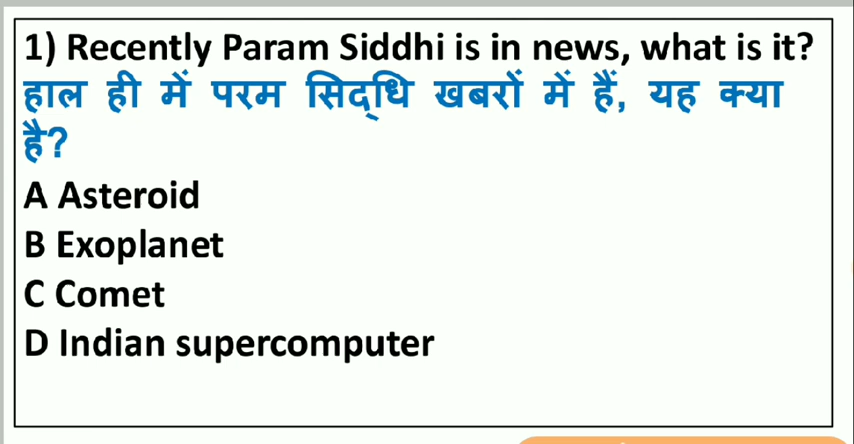 1) Recently Param Siddhi is in news, what is it?
हाल ही में परम सिद्‌धि खबरों में हैं, यह क्या
है?
A Asteroid
B Exoplanet
C Comet
D Indian supercomputer